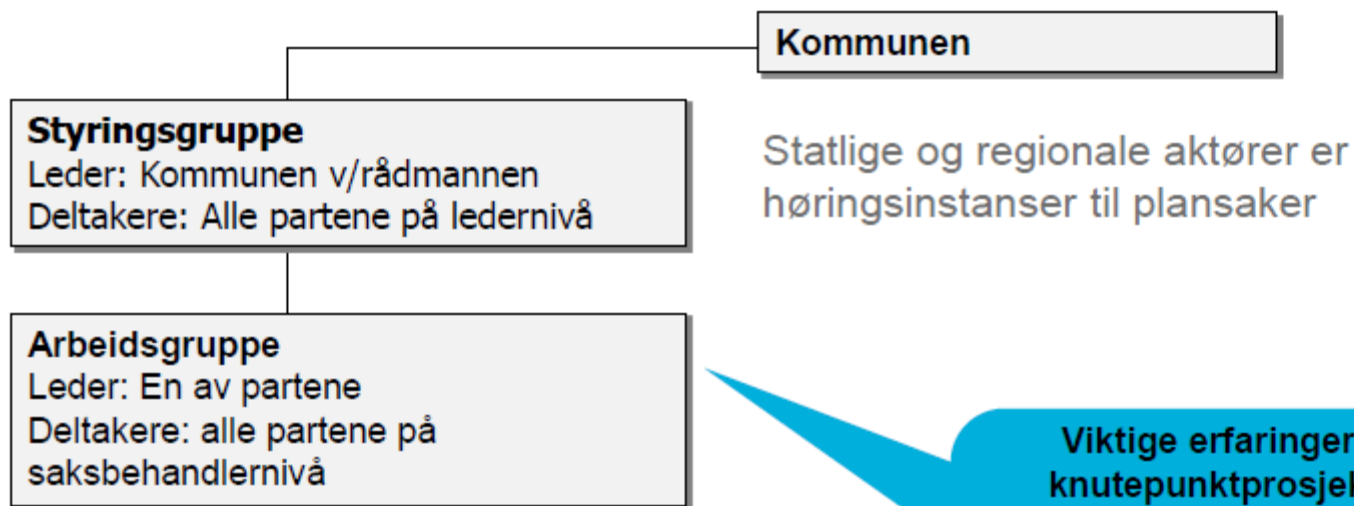 Kommunen
Styringsgruppe
Leder: Kommunen v/rådmannen
Deltakere: Alle partene på ledernivå
Statlige og regionale aktører er
høringsinstanser til plansaker
Arbeidsgruppe
Leder: En av partene
Deltakere: alle partene på
saksbehandlernivå
Viktige erfaringer
knutepunktprosjek